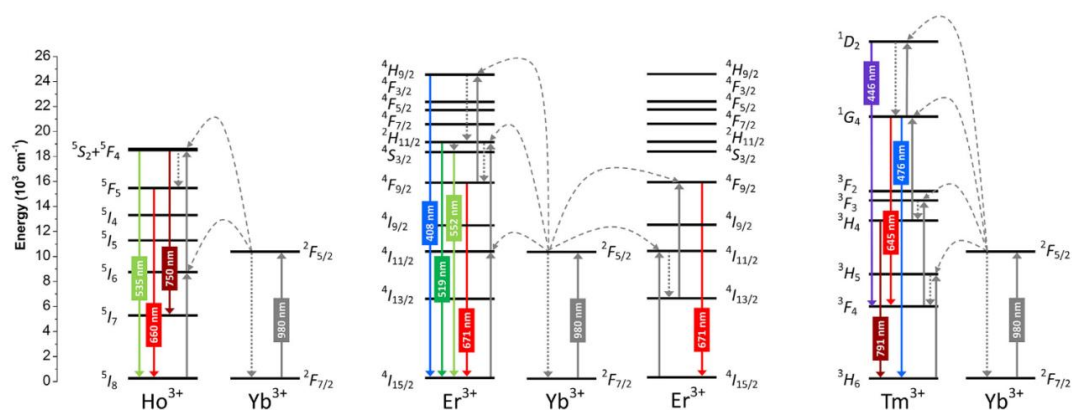 Energy (10³ cm⁻¹)
26
24
22
20
18
16
14
12
10
8
6
4
2
0
⁵S₂+⁵F₄
⁵F₅
⁵I₄
⁵I₅
⁵I₆
⁵I₇
⁵I₈
535 nm
660 nm
750 nm
Ho³⁺
²F₅/₂
980 nm
²F₇/₂
Yb³⁺
⁴H₉/₂
⁴F₃/₂
⁴F₅/₂
⁴F₇/₂
²H₁₁/₂
⁴S₃/₂
⁴F₉/₂
⁴I₉/₂
⁴I₁₁/₂
⁴I₁₃/₂
⁴I₁₅/₂
408 nm
519 nm
552 nm
671 nm
Er³⁺
²F₅/₂
980 nm
²F₇/₂
Yb³⁺
⁴H₉/₂
⁴F₃/₂
⁴F₅/₂
⁴F₇/₂
²H₁₁/₂
⁴S₃/₂
⁴F₉/₂
⁴I₉/₂
⁴I₁₁/₂
⁴I₁₃/₂
⁴I₁₅/₂
671 nm
Er³⁺
¹D₂
¹G₄
³F₂
³F₃
³H₄
³H₅
³F₄
³H₆
446 nm
476 nm
645 nm
791 nm
Tm³⁺
²F₅/₂
980 nm
²F₇/₂
Yb³⁺